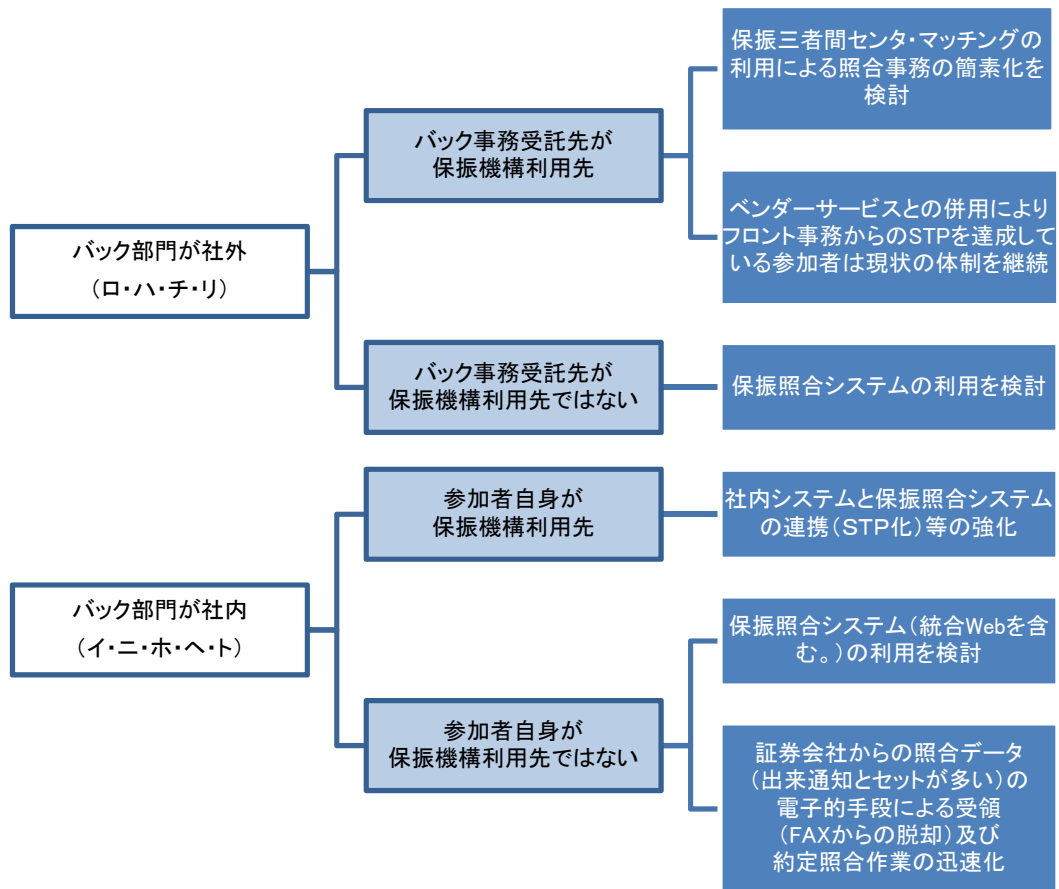 保振三者間センタ・マッチングの
利用による照合事務の簡素化を
検討
バック事務受託先が
保振機構利用先
ベンダーサービスとの併用により
フロント事務からのSTPを達成して
いる参加者は現状の体制を継続
バック部門が社外
（ロ・ハ・チ・リ）
バック事務受託先が
保振機構利用先ではない
保振照合システムの利用を検討
参加者自身が
保振機構利用先
社内システムと保振照合システム
の連携（STP化）等の強化
バック部門が社内
（イ・ニ・ホ・ヘ・ト）
保振照合システム（統合Webを含
む。）の利用を検討
参加者自身が
保振機構利用先ではない
証券会社からの照合データ
（出来通知とセットが多い）の
電子的手段による受領
（FAXからの脱却）及び
約定照合作業の迅速化